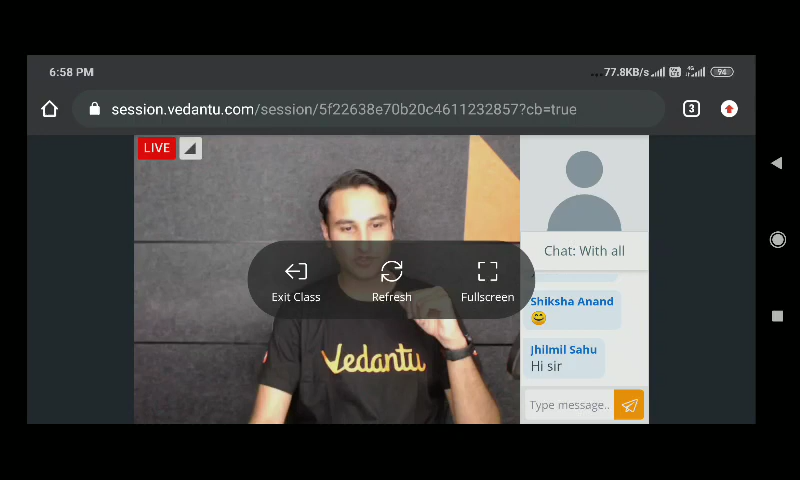 6:58 PM
...77.8KB/s 4G 94
session.vedantu.com/session/5f22638e70b20c4611232857?cb=true
3
LIVE
Chat: With all
Exit Class
Refresh
Fullscreen
Shiksha Anand
😊
Jhilmil Sahu
Hi sir
Vedantu
Type message..